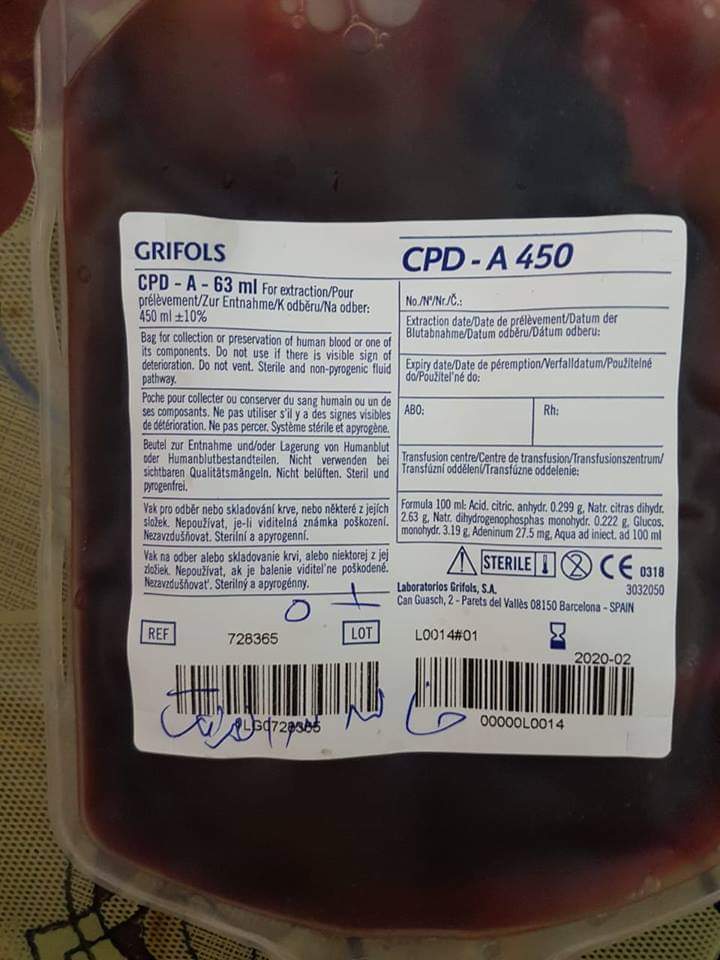 GRIFOLS
CPD - A - 63 ml For extraction/Pour
prélèvement/Zur Entnahme/K odběru/Na odber:
450 ml ±10%
Bag for collection or preservation of human blood or one of
its components. Do not use if there is visible sign of
deterioration. Do not vent. Sterile and non-pyrogenic fluid
pathway.
Poche pour collecter ou conserver du sang humain ou un de
ses composants. Ne pas utiliser s'il y a des signes visibles
de détérioration. Ne pas percer. Système stérile et apyrogène.
Beutel zur Entnahme und/oder Lagerung von Humanblut
oder Humanblutbestandteilen. Nicht verwenden bei
sichtbaren Qualitätsmängeln. Nicht belüften. Steril und
pyrogenfrei.
Vak pro odběr nebo skladování krve, nebo některé z jejích
složek. Nepoužívat, je-li viditelná známka poškození.
Nezavzdušňovat. Sterilní a apyrogenní.
Vak na odber alebo skladovanie krvi, alebo niektorej z jej
zložiek. Nepoužívať, ak je balenie viditeľne poškodené.
Nezavzdušňovať. Sterilný a apyrogénny.
CPD - A 450
No./Nº/Nr./Č.:
Extraction date/Date de prélèvement/Datum der
Blutabnahme/Datum odběru/Dátum odberu:
Expiry date/Date de péremption/Verfalldatum/Použitelné
do/Použiteľné do:
ABO:
Rh:
Transfusion centre/Centre de transfusion/Transfusionszentrum/
Transfúzní oddělení/Transfúzne oddelenie:
Formula 100 ml: Acid. citric. anhydr. 0.299 g, Natr. citras dihydr.
2.63 g, Natr. dihydrogenophosphas monohydr. 0.222 g, Glucos.
monohydr. 3.19 g, Adeninum 27.5 mg, Aqua ad iniect. ad 100 ml
STERILE
2
CE 0318
Laboratorios Grifols, S.A.
3032050
Can Guasch, 2 - Parets del Vallès 08150 Barcelona - SPAIN
O +
REF
728365
LOT
L0014#01
2020-02
PLG0728365
00000L0014